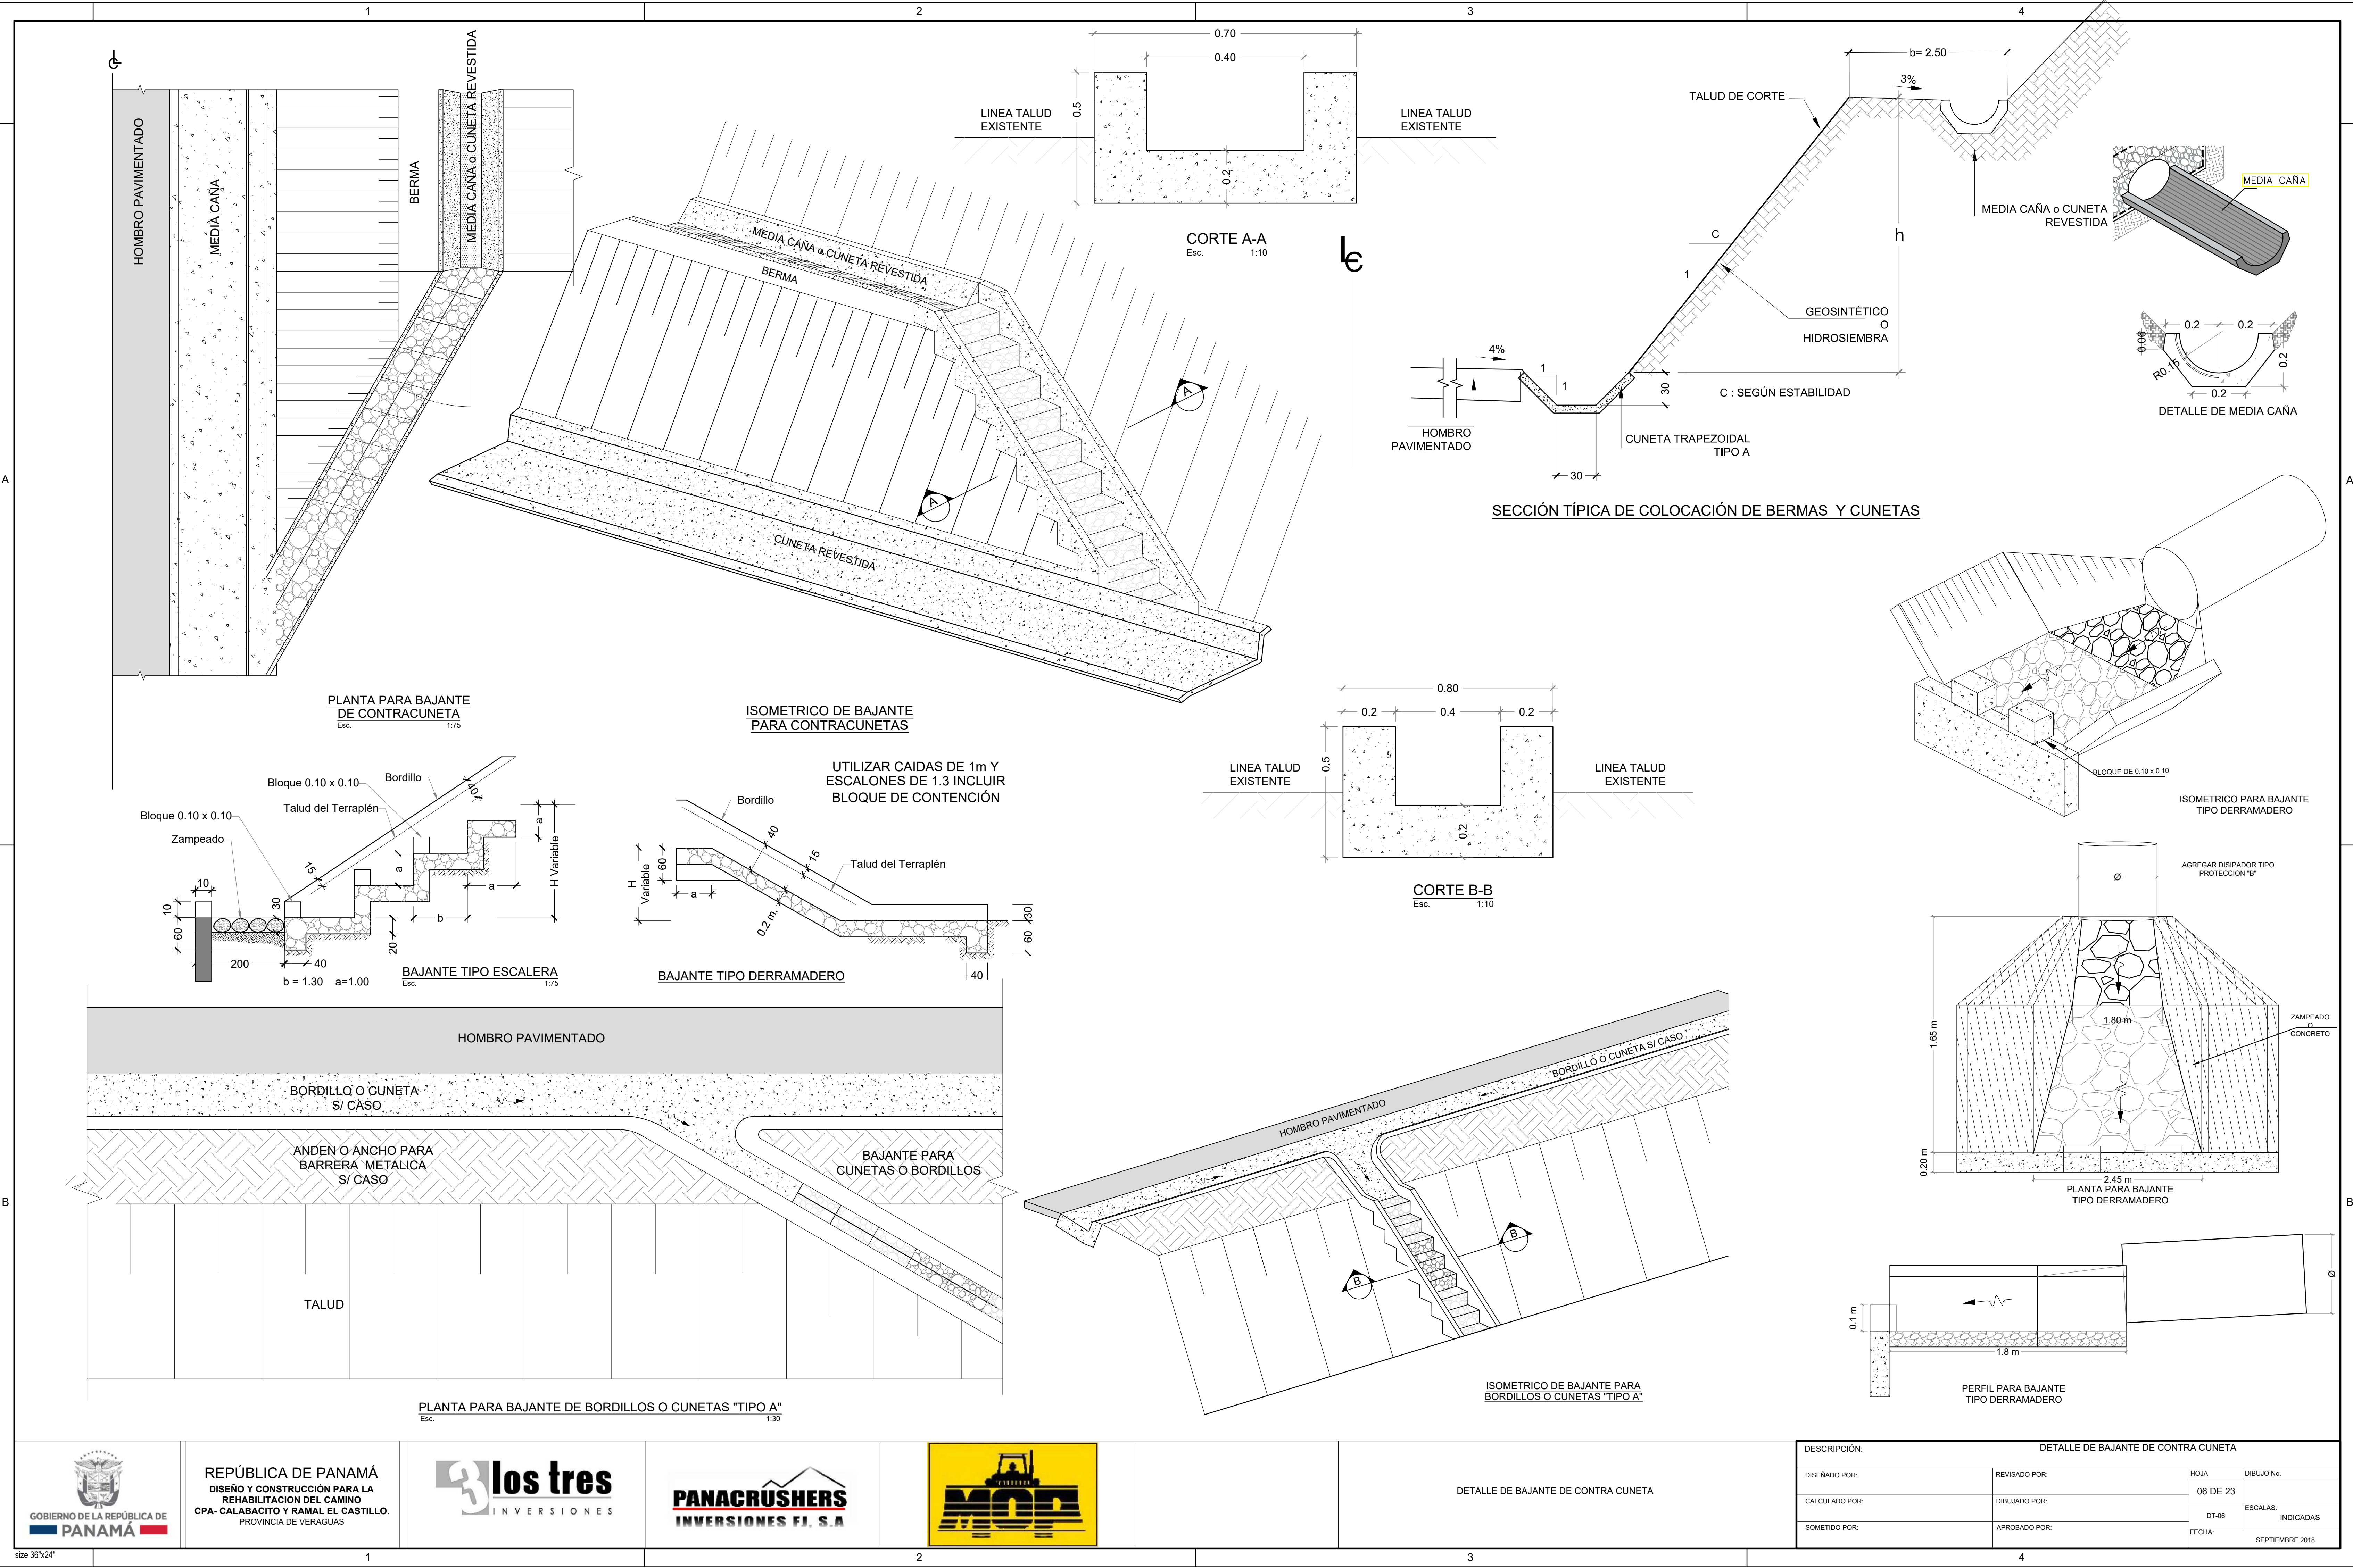 1
2
3
4
A
B
A
B
C
L
HOMBRO PAVIMENTADO
MEDIA CAÑA
BERMA
MEDIA CAÑA o CUNETA REVESTIDA
PLANTA PARA BAJANTE
DE CONTRACUNETA
Esc.
1:75
MEDIA CAÑA o CUNETA REVESTIDA
BERMA
CUNETA REVESTIDA
A
A
ISOMETRICO DE BAJANTE
PARA CONTRACUNETAS
0.70
0.40
0.5
0.2
LINEA TALUD
EXISTENTE
LINEA TALUD
EXISTENTE
CORTE A-A
Esc.
1:10
C
L
b= 2.50
3%
TALUD DE CORTE
MEDIA CAÑA o CUNETA
REVESTIDA
h
C
1
GEOSINTÉTICO
O
HIDROSIEMBRA
4%
1
1
30
C : SEGÚN ESTABILIDAD
HOMBRO
PAVIMENTADO
CUNETA TRAPEZOIDAL
TIPO A
30
SECCIÓN TÍPICA DE COLOCACIÓN DE BERMAS Y CUNETAS
MEDIA CAÑA
0.2
0.2
0.06
R0.15
0.2
0.2
DETALLE DE MEDIA CAÑA
BLOQUE DE 0.10 x 0.10
ISOMETRICO PARA BAJANTE
TIPO DERRAMADERO
Bloque 0.10 x 0.10
Bordillo
Talud del Terraplén
Bloque 0.10 x 0.10
Zampeado
40
15
10
10
60
30
200
40
20
a
a
b
a
H Variable
b = 1.30 a=1.00
BAJANTE TIPO ESCALERA
Esc.
1:75
UTILIZAR CAIDAS DE 1m Y
ESCALONES DE 1.3 INCLUIR
BLOQUE DE CONTENCIÓN
Bordillo
40
15
Talud del Terraplén
H
Variable
60
a
0.2 m.
30
60
40
BAJANTE TIPO DERRAMADERO
0.80
0.2
0.4
0.2
0.5
0.2
LINEA TALUD
EXISTENTE
LINEA TALUD
EXISTENTE
CORTE B-B
Esc.
1:10
AGREGAR DISIPADOR TIPO
PROTECCION "B"
Ø
1.65 m
1.80 m
ZAMPEADO
O
CONCRETO
0.20 m
2.45 m
PLANTA PARA BAJANTE
TIPO DERRAMADERO
HOMBRO PAVIMENTADO
BORDILLO O CUNETA
S/ CASO
ANDEN O ANCHO PARA
BARRERA METALICA
S/ CASO
BAJANTE PARA
CUNETAS O BORDILLOS
TALUD
PLANTA PARA BAJANTE DE BORDILLOS O CUNETAS "TIPO A"
Esc.
1:30
HOMBRO PAVIMENTADO
BORDILLO O CUNETA S/ CASO
B
B
ISOMETRICO DE BAJANTE PARA
BORDILLOS O CUNETAS "TIPO A"
0.1 m
1.8 m
Ø
PERFIL PARA BAJANTE
TIPO DERRAMADERO
GOBIERNO DE LA REPÚBLICA DE
PANAMÁ
REPÚBLICA DE PANAMÁ
DISEÑO Y CONSTRUCCIÓN PARA LA
REHABILITACION DEL CAMINO
CPA- CALABACITO Y RAMAL EL CASTILLO.
PROVINCIA DE VERAGUAS
3 los tres
INVERSIONES
PANACRUSHERS
INVERSIONES FJ, S.A
MOP
DETALLE DE BAJANTE DE CONTRA CUNETA
DESCRIPCIÓN:
DETALLE DE BAJANTE DE CONTRA CUNETA
DISEÑADO POR:
REVISADO POR:
HOJA
DIBUJO No.
06 DE 23
CALCULADO POR:
DIBUJADO POR:
DT-06
ESCALAS:
INDICADAS
SOMETIDO POR:
APROBADO POR:
FECHA:
SEPTIEMBRE 2018
size 36"x24"
1
2
3
4